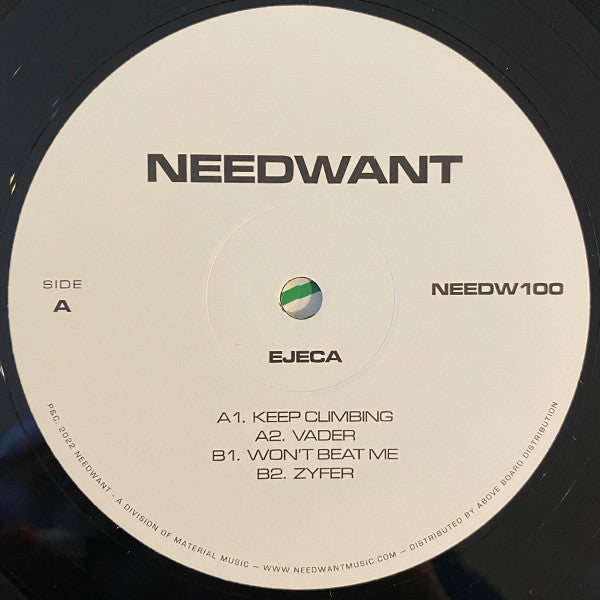 NEEDWANT
SIDE
A
NEEDW100
EJECA
A1. KEEP CLIMBING
A2. VADER
B1. WON'T BEAT ME
B2. ZYFER
P&C. 2022 NEEDWANT - A DIVISION OF MATERIAL MUSIC – WWW.NEEDWANTMUSIC.COM – DISTRIBUTED BY ABOVE BOARD DISTRIBUTION